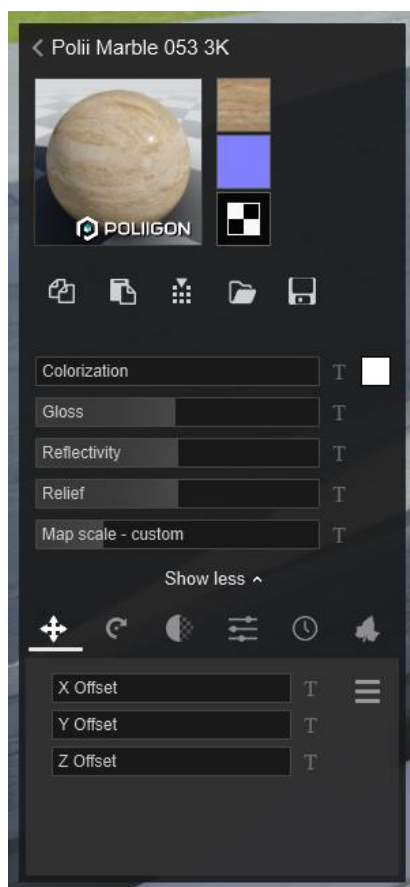 Polii Marble 053 3K
POLIIGON
Colorization T
Gloss T
Reflectivity T
Relief T
Map scale - custom T
Show less
X Offset T
Y Offset T
Z Offset T